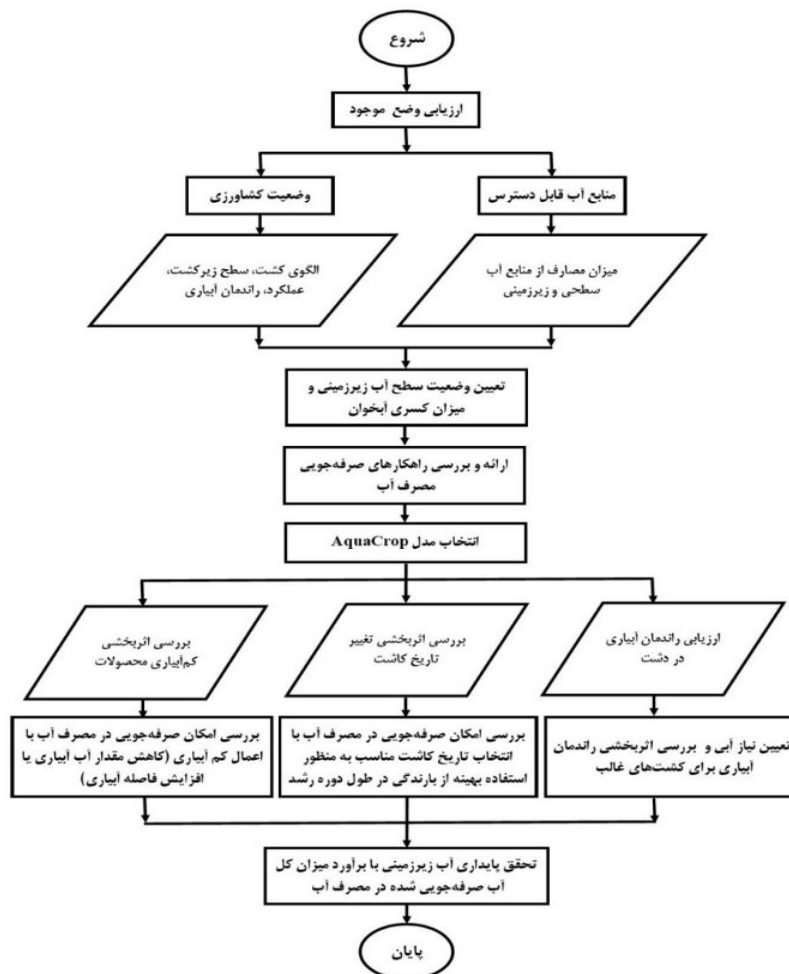 شروع
ارزیابی وضع موجود
منابع آب قابل دسترس
وضعیت کشاورزی
میزان مصارف از منابع آب
سطحی و زیرزمینی
الگوی کشت، سطح زیرکشت،
عملکرد، راندمان آبیاری
تعیین وضعیت سطح آب زیرزمینی و
میزان کسری آبخوان
ارائه و بررسی راهکارهای صرفه‌جویی
مصرف آب
انتخاب مدل AquaCrop
ارزیابی راندمان آبیاری
در دشت
بررسی اثربخشی تغییر
تاریخ کاشت
بررسی اثربخشی
کم‌آبیاری محصولات
تعیین نیاز آبی و بررسی اثربخشی راندمان
آبیاری برای کشت‌های غالب
بررسی امکان صرفه‌جویی در مصرف آب با
انتخاب تاریخ کاشت مناسب به منظور
استفاده بهینه از بارندگی در طول دوره رشد
بررسی امکان صرفه‌جویی در مصرف آب با
اعمال کم آبیاری (کاهش مقدار آب آبیاری یا
افزایش فاصله آبیاری)
تحقق پایداری آب زیرزمینی با برآورد میزان کل
آب صرفه‌جویی شده در مصرف آب
پایان